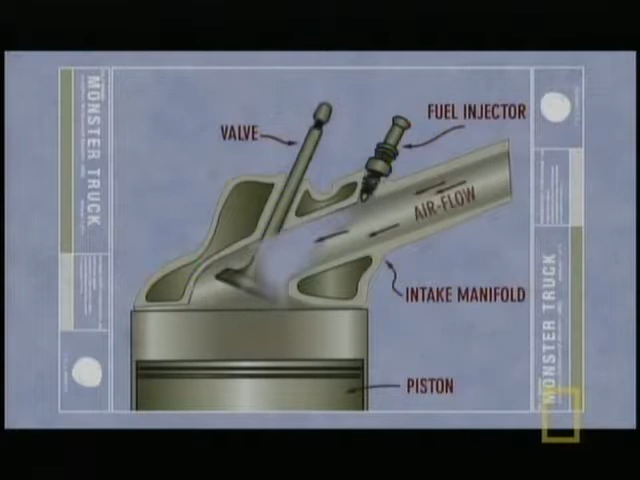 MONSTER TRUCK
VALVE
FUEL INJECTOR
AIR-FLOW
INTAKE MANIFOLD
PISTON
MONSTER TRUCK